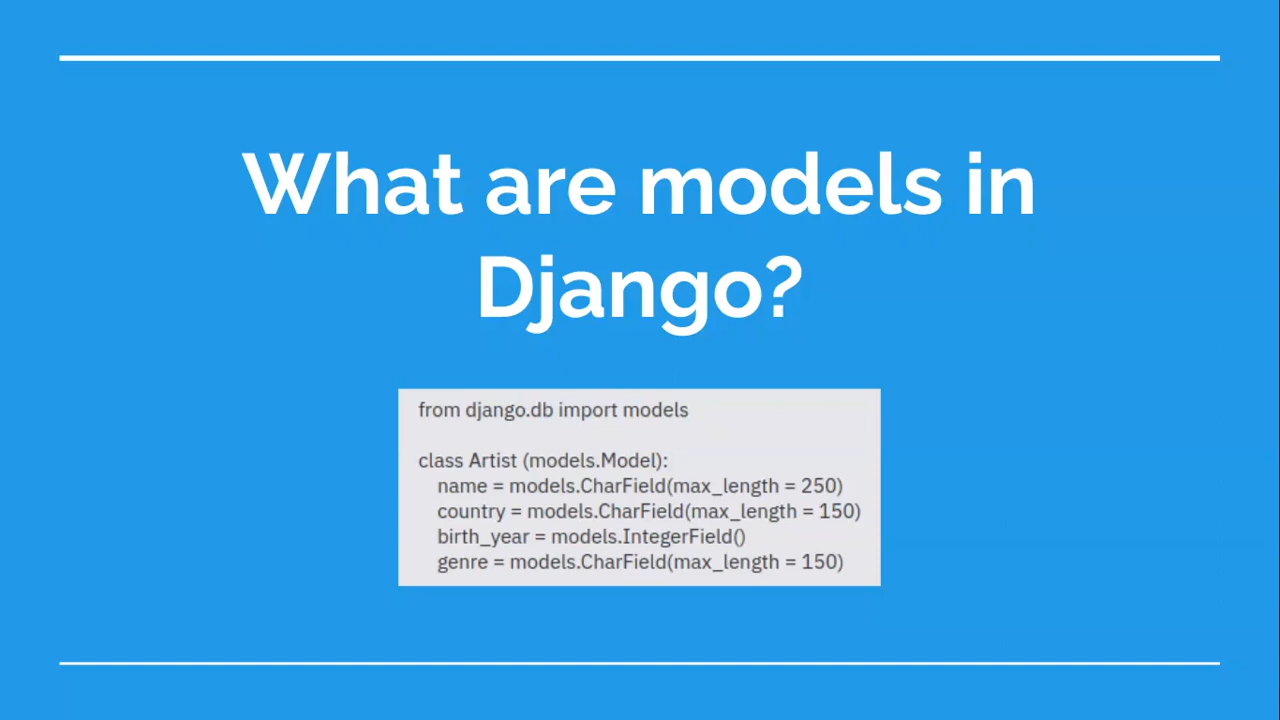 What are models in
Django?
from django.db import models
class Artist (models.Model):
name = models.CharField(max_length = 250)
country = models.CharField(max_length = 150)
birth_year = models.IntegerField()
genre = models.CharField(max_length = 150)